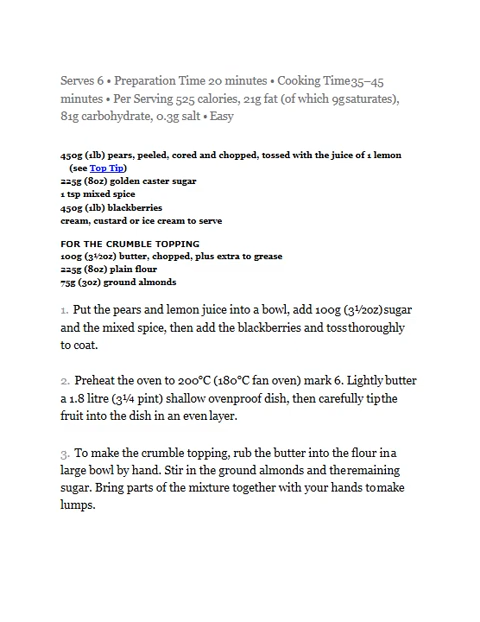 Serves 6 • Preparation Time 20 minutes • Cooking Time35–45
minutes • Per Serving 525 calories, 21g fat (of which 9gsaturates),
81g carbohydrate, 0.3g salt • Easy
450g (1lb) pears, peeled, cored and chopped, tossed with the juice of 1 lemon
(see Top Tip)
225g (8oz) golden caster sugar
1 tsp mixed spice
450g (1lb) blackberries
cream, custard or ice cream to serve
FOR THE CRUMBLE TOPPING
100g (3½oz) butter, chopped, plus extra to grease
225g (8oz) plain flour
75g (3oz) ground almonds
1. Put the pears and lemon juice into a bowl, add 100g (3½oz)sugar
and the mixed spice, then add the blackberries and tossthoroughly
to coat.
2. Preheat the oven to 200°C (180°C fan oven) mark 6. Lightly butter
a 1.8 litre (3¼ pint) shallow ovenproof dish, then carefully tipthe
fruit into the dish in an even layer.
3. To make the crumble topping, rub the butter into the flour ina
large bowl by hand. Stir in the ground almonds and theremaining
sugar. Bring parts of the mixture together with your hands tomake
lumps.